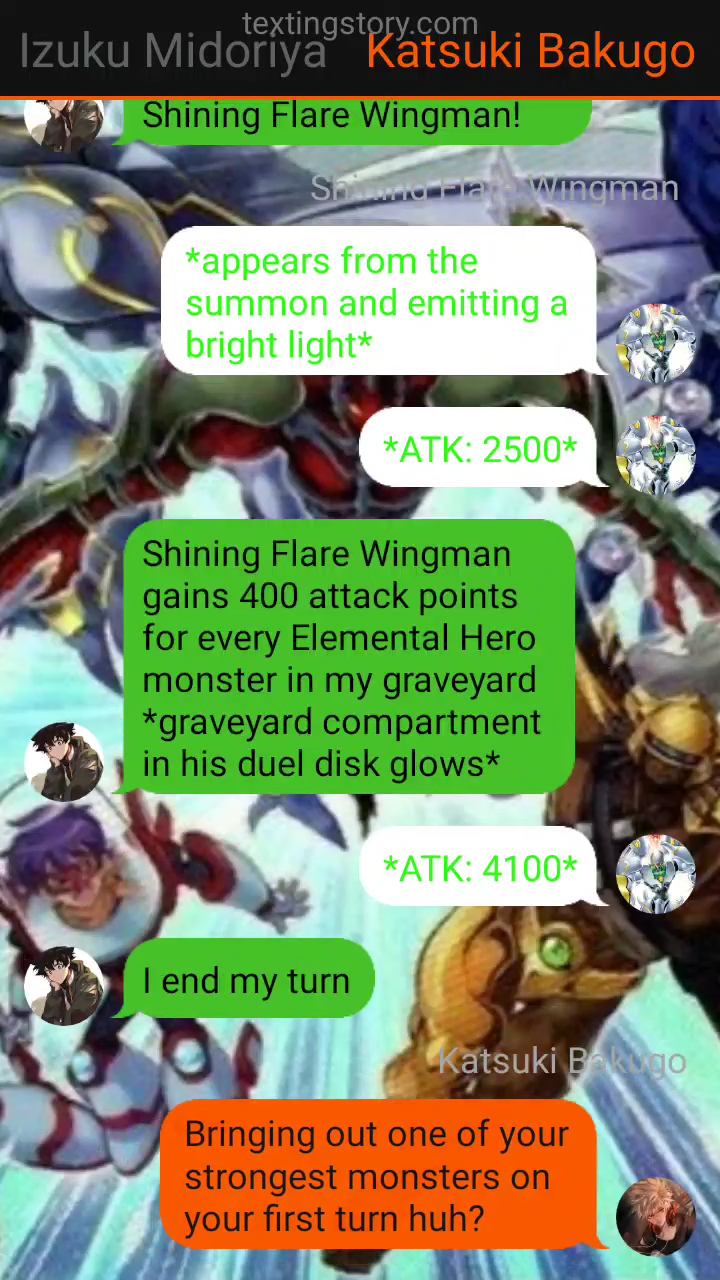 textingstory.com
Izuku Midoriya Katsuki Bakugo
Shining Flare Wingman!
Shining Flare Wingman
*appears from the
summon and emitting a
bright light*
*ATK: 2500*
Shining Flare Wingman
gains 400 attack points
for every Elemental Hero
monster in my graveyard
*graveyard compartment
in his duel disk glows*
*ATK: 4100*
I end my turn
Katsuki Bakugo
Bringing out one of your
strongest monsters on
your first turn huh?